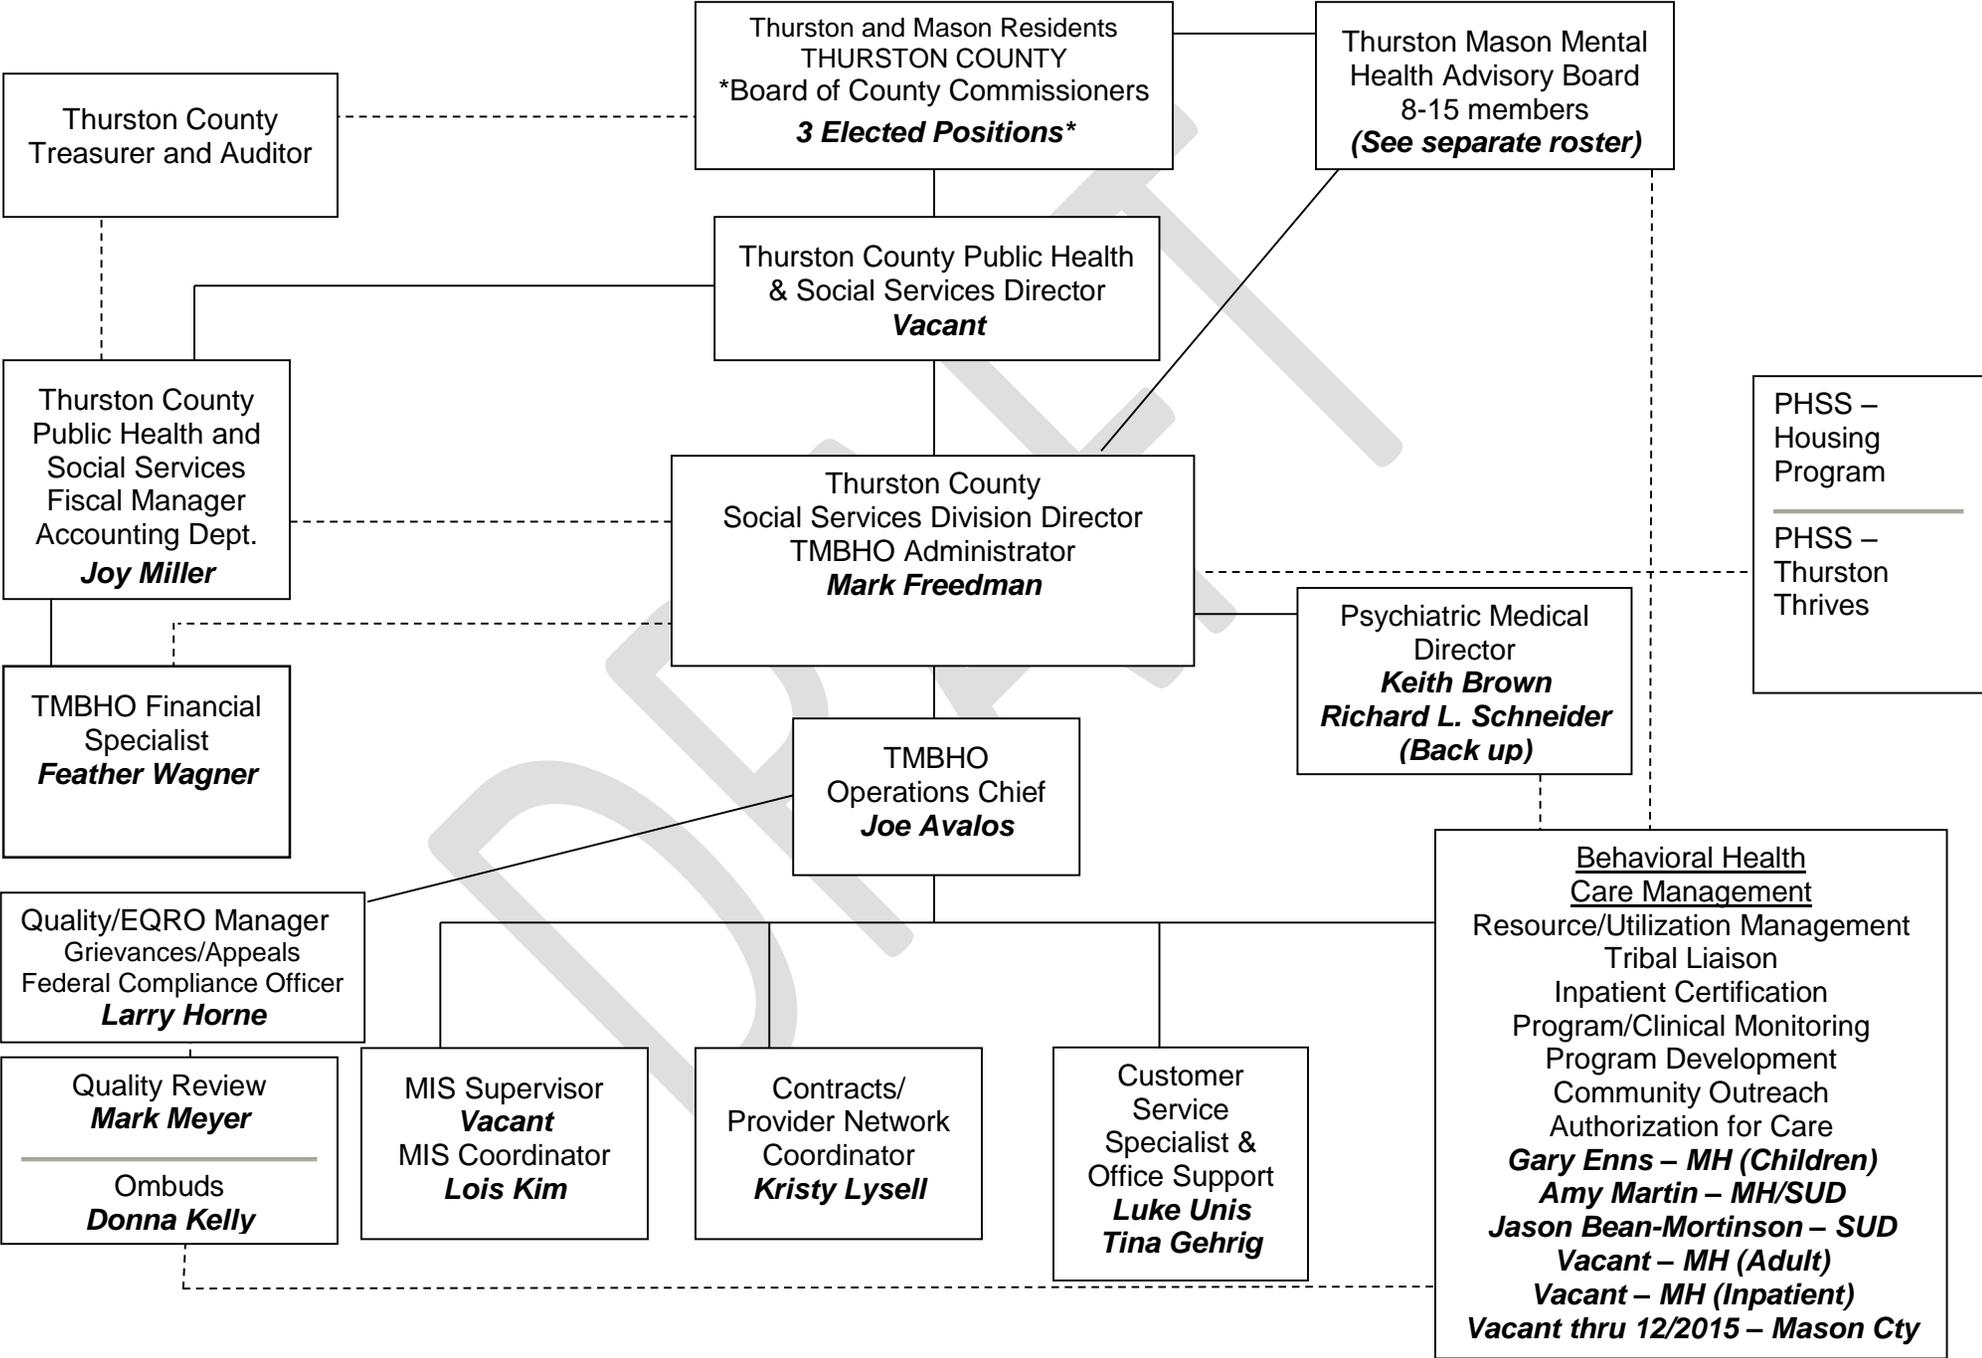 Thurston and Mason Residents
THURSTON COUNTY
*Board of County Commissioners
3 Elected Positions*
Thurston Mason Mental
Health Advisory Board
8-15 members
(See separate roster)
Thurston County
Treasurer and Auditor
Thurston County Public Health
& Social Services Director
Vacant
Thurston County
Public Health and
Social Services
Fiscal Manager
Accounting Dept.
Joy Miller
Thurston County
Social Services Division Director
TMBHO Administrator
Mark Freedman
PHSS –
Housing
Program
PHSS –
Thurston
Thrives
Psychiatric Medical
Director
Keith Brown
Richard L. Schneider
(Back up)
TMBHO Financial
Specialist
Feather Wagner
TMBHO
Operations Chief
Joe Avalos
Quality/EQRO Manager
Grievances/Appeals
Federal Compliance Officer
Larry Horne
Quality Review
Mark Meyer
Ombuds
Donna Kelly
MIS Supervisor
Vacant
MIS Coordinator
Lois Kim
Contracts/
Provider Network
Coordinator
Kristy Lysell
Customer
Service
Specialist &
Office Support
Luke Unis
Tina Gehrig
Behavioral Health
Care Management
Resource/Utilization Management
Tribal Liaison
Inpatient Certification
Program/Clinical Monitoring
Program Development
Community Outreach
Authorization for Care
Gary Enns – MH (Children)
Amy Martin – MH/SUD
Jason Bean-Mortinson – SUD
Vacant – MH (Adult)
Vacant – MH (Inpatient)
Vacant thru 12/2015 – Mason Cty
DRAFT